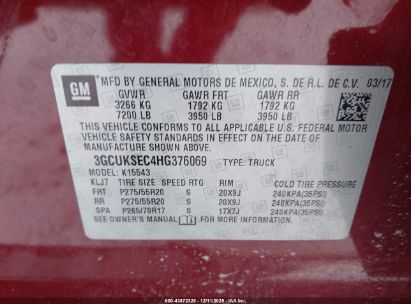 GM
MFD BY GENERAL MOTORS DE MEXICO, S. DE R.L. DE C.V. 03/17
GVWR GAWR FRT GAWR RR
3266 KG 1792 KG 1792 KG
7200 LB 3950 LB 3950 LB
THIS VEHICLE CONFORMS TO ALL APPLICABLE U.S. FEDERAL MOTOR
VEHICLE SAFETY STANDARDS IN EFFECT ON THE DATE OF
MANUFACTURE SHOWN ABOVE.
3GCUKSEC4HG376069 TYPE: TRUCK
MODEL: K15543
KLJ7 TIRE SIZE SPEED RTG RIM COLD TIRE PRESSURE
FRT P275/55R20 S 20X9J 240KPA(35PSI)
RR P275/55R20 S 20X9J 240KPA(35PSI)
SPA P265/70R17 S 17X7J 240KPA(35PSI)
SEE OWNER'S MANUAL FOR MORE INFORMATION.